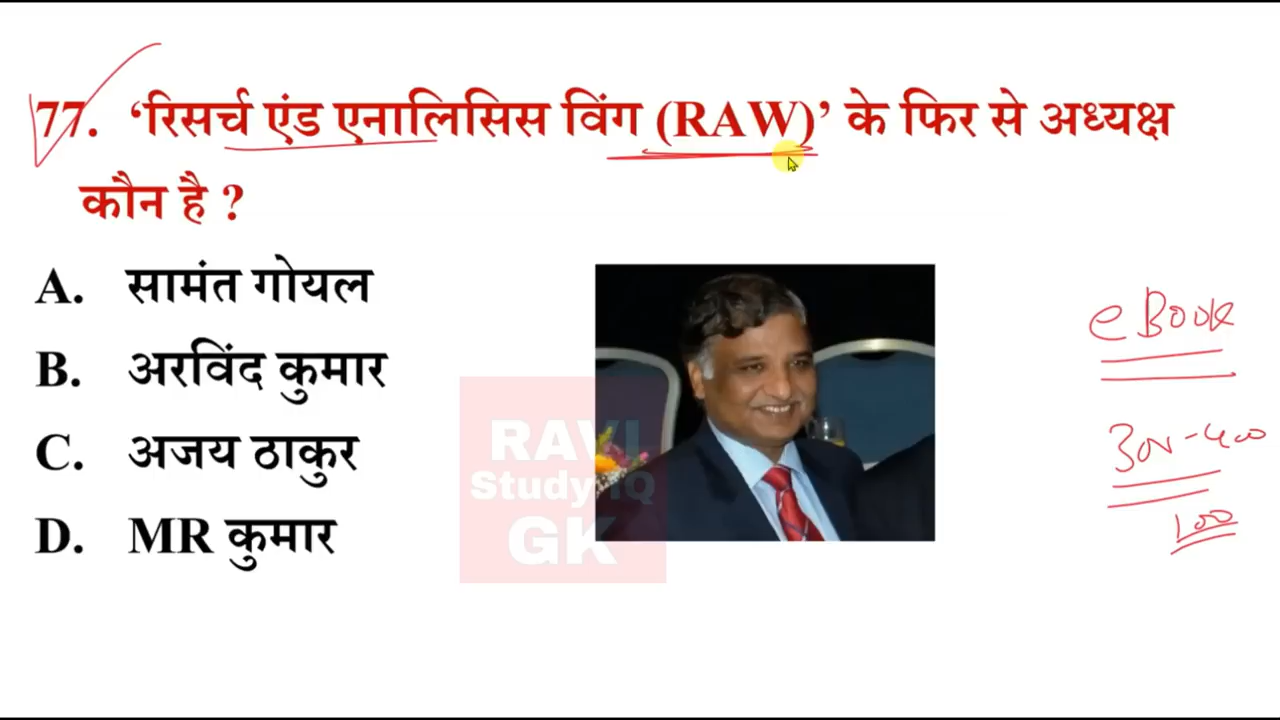 77. ‘रिसर्च एंड एनालिसिस विंग (RAW)’ के फिर से अध्यक्ष
कौन है ?
A. सामंत गोयल
B. अरविंद कुमार
C. अजय ठाकुर
D. MR कुमार
RAVI
Study IQ
GK
eBook
300-400
100